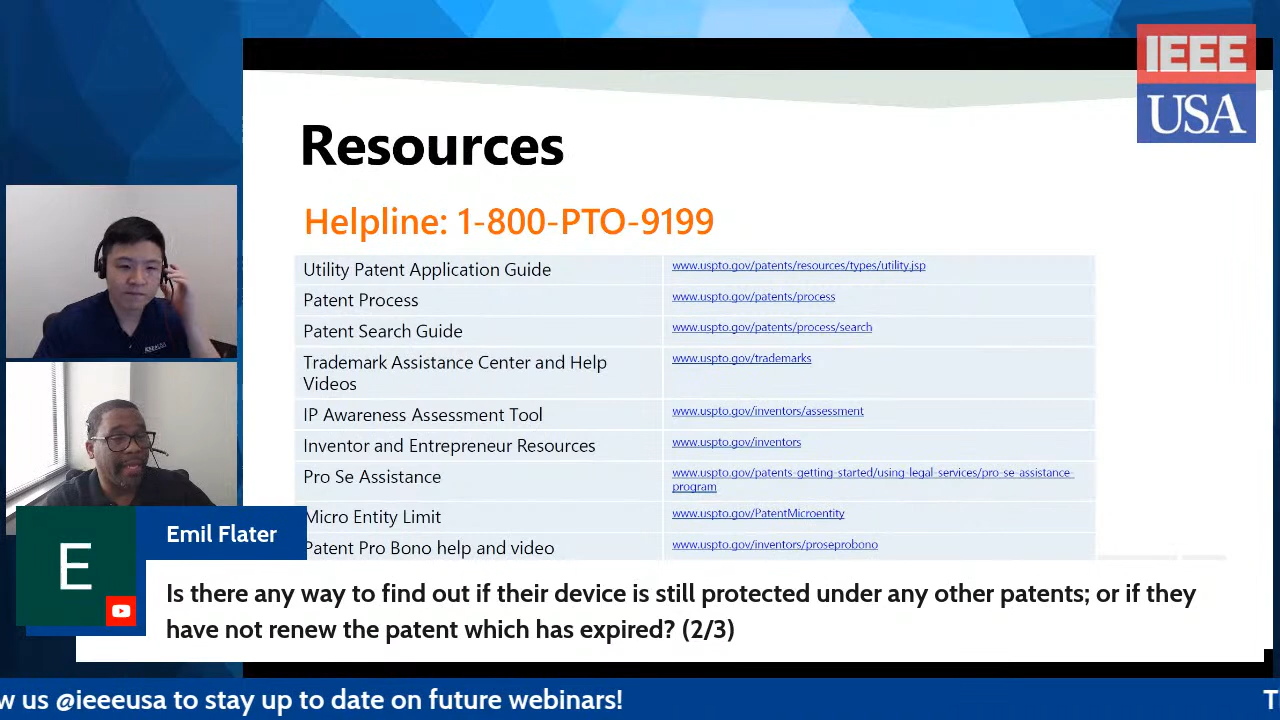 IEEE
USA
Resources
Helpline: 1-800-PTO-9199
Utility Patent Application Guide www.uspto.gov/patents/resources/types/utility.jsp
Patent Process www.uspto.gov/patents/process
Patent Search Guide www.uspto.gov/patents/process/search
Trademark Assistance Center and Help www.uspto.gov/trademarks
Videos
IP Awareness Assessment Tool www.uspto.gov/inventors/assessment
Inventor and Entrepreneur Resources www.uspto.gov/inventors
Pro Se Assistance www.uspto.gov/patents-getting-started/using-legal-services/pro-se-assistance-
program
Micro Entity Limit www.uspto.gov/PatentMicroentity
Patent Pro Bono help and video www.uspto.gov/inventors/proseprobono
E
Emil Flater
Is there any way to find out if their device is still protected under any other patents; or if they
have not renew the patent which has expired? (2/3)
w us @ieeeusa to stay up to date on future webinars! T